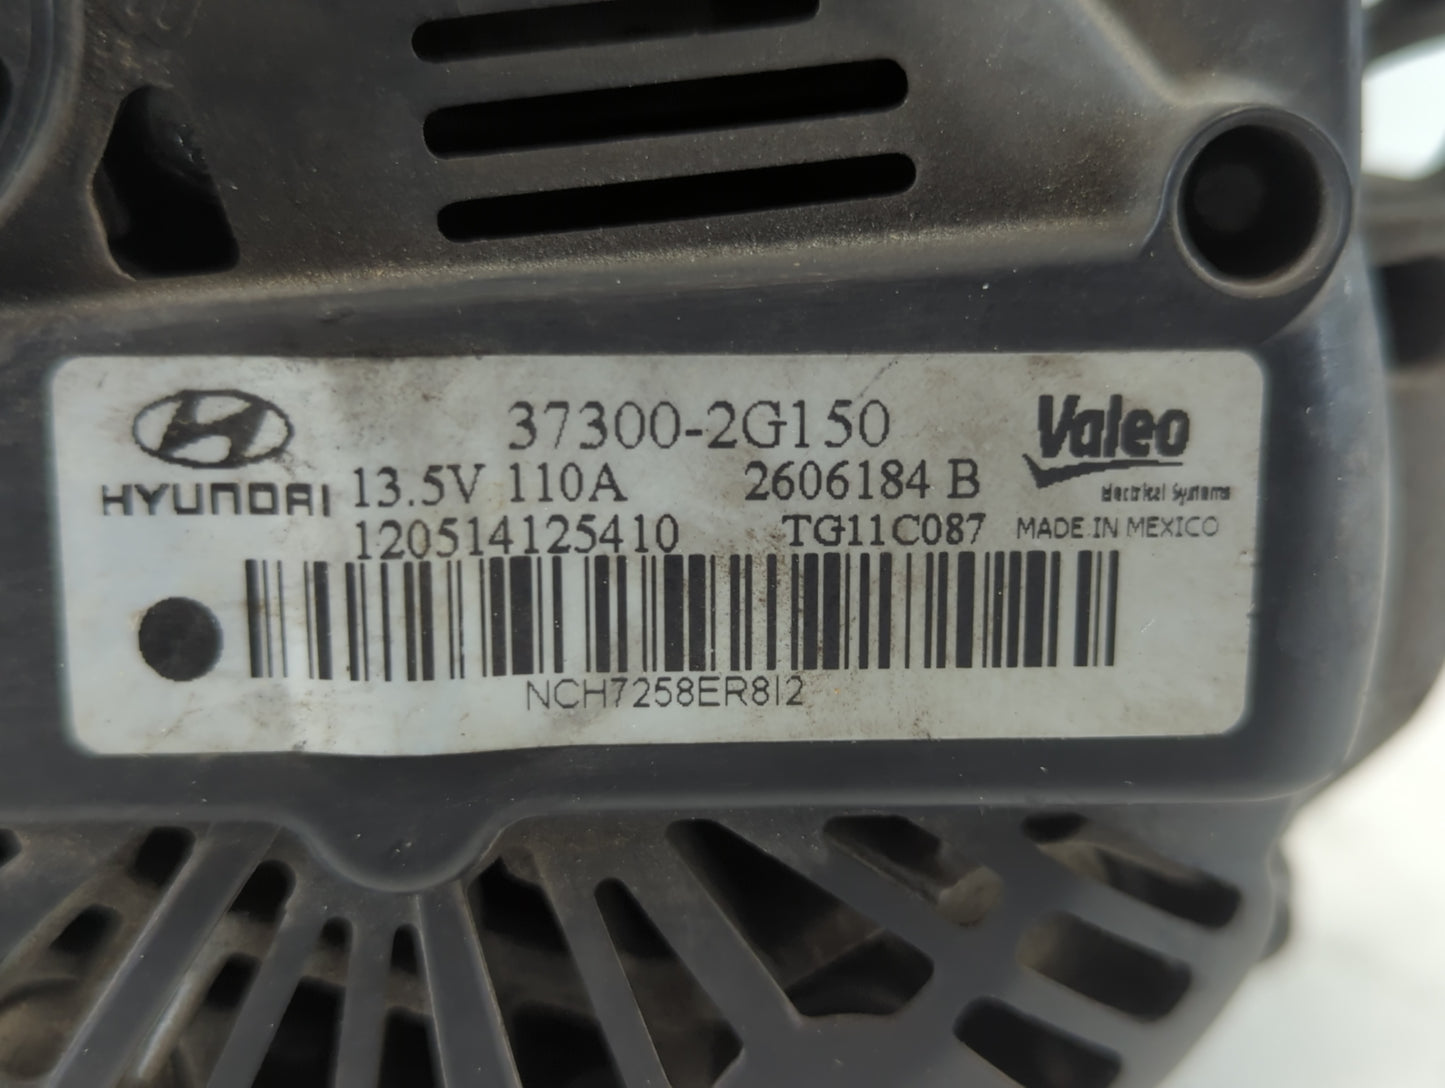 37300-2G150
Valeo
HYUNDAI 13.5V 110A 2606184 B
Electrical Systems
120514125410 TG11C087 MADE IN MEXICO
NCH7258ER8I2